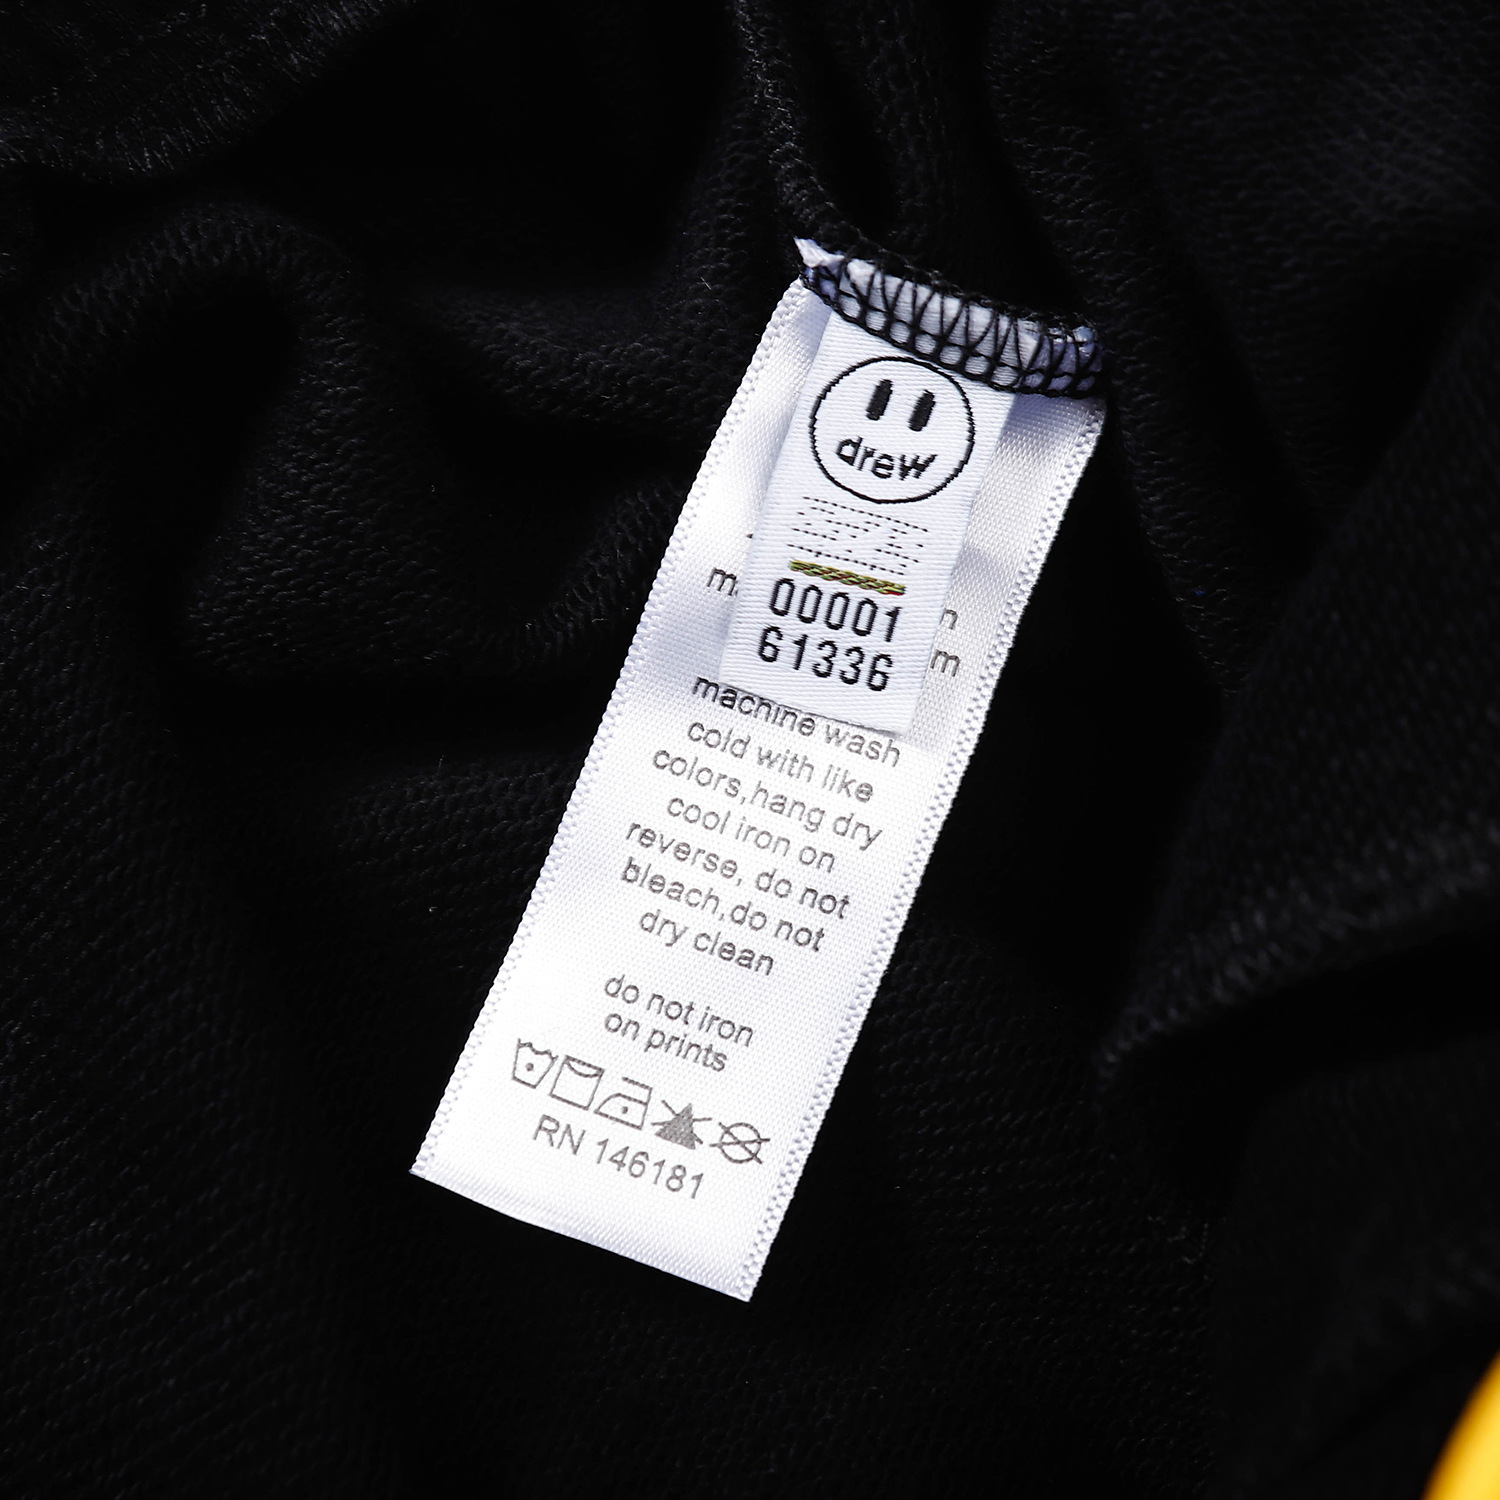 drew
00001
61336
machine wash
cold with like
colors,hang dry
cool iron on
reverse, do not
bleach,do not
dry clean
do not iron
on prints
RN 146181